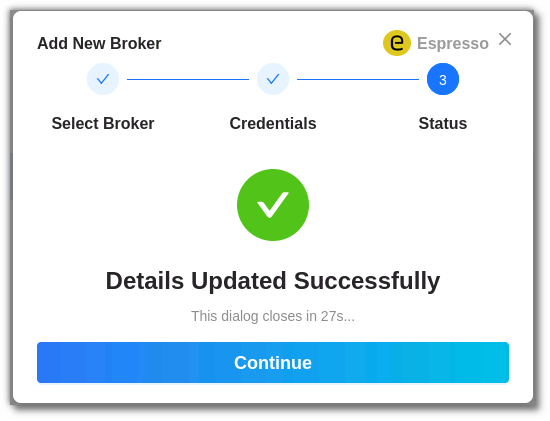 Add New Broker
e Espresso
3
Select Broker
Credentials
Status
Details Updated Successfully
This dialog closes in 27s...
Continue